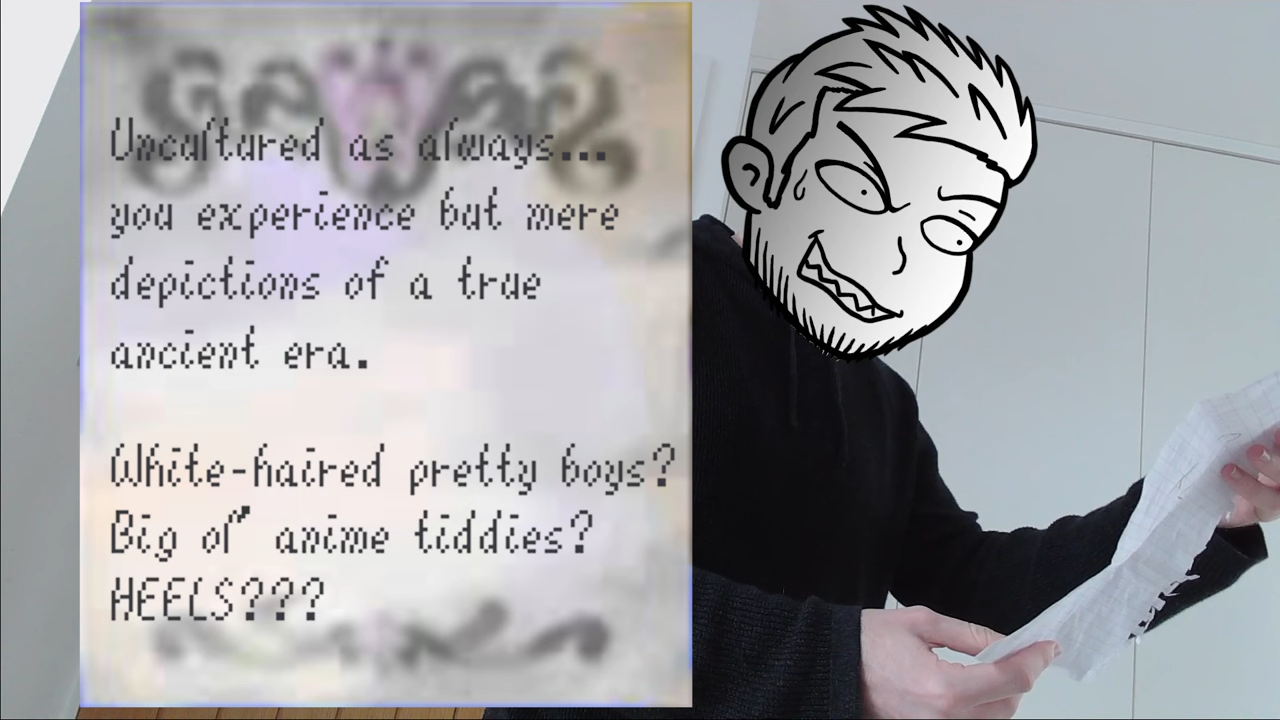 Uncultured as always...
you experience but mere
depictions of a true
ancient era.
White-haired pretty boys?
Big ol' anime tiddies?
HEELS???